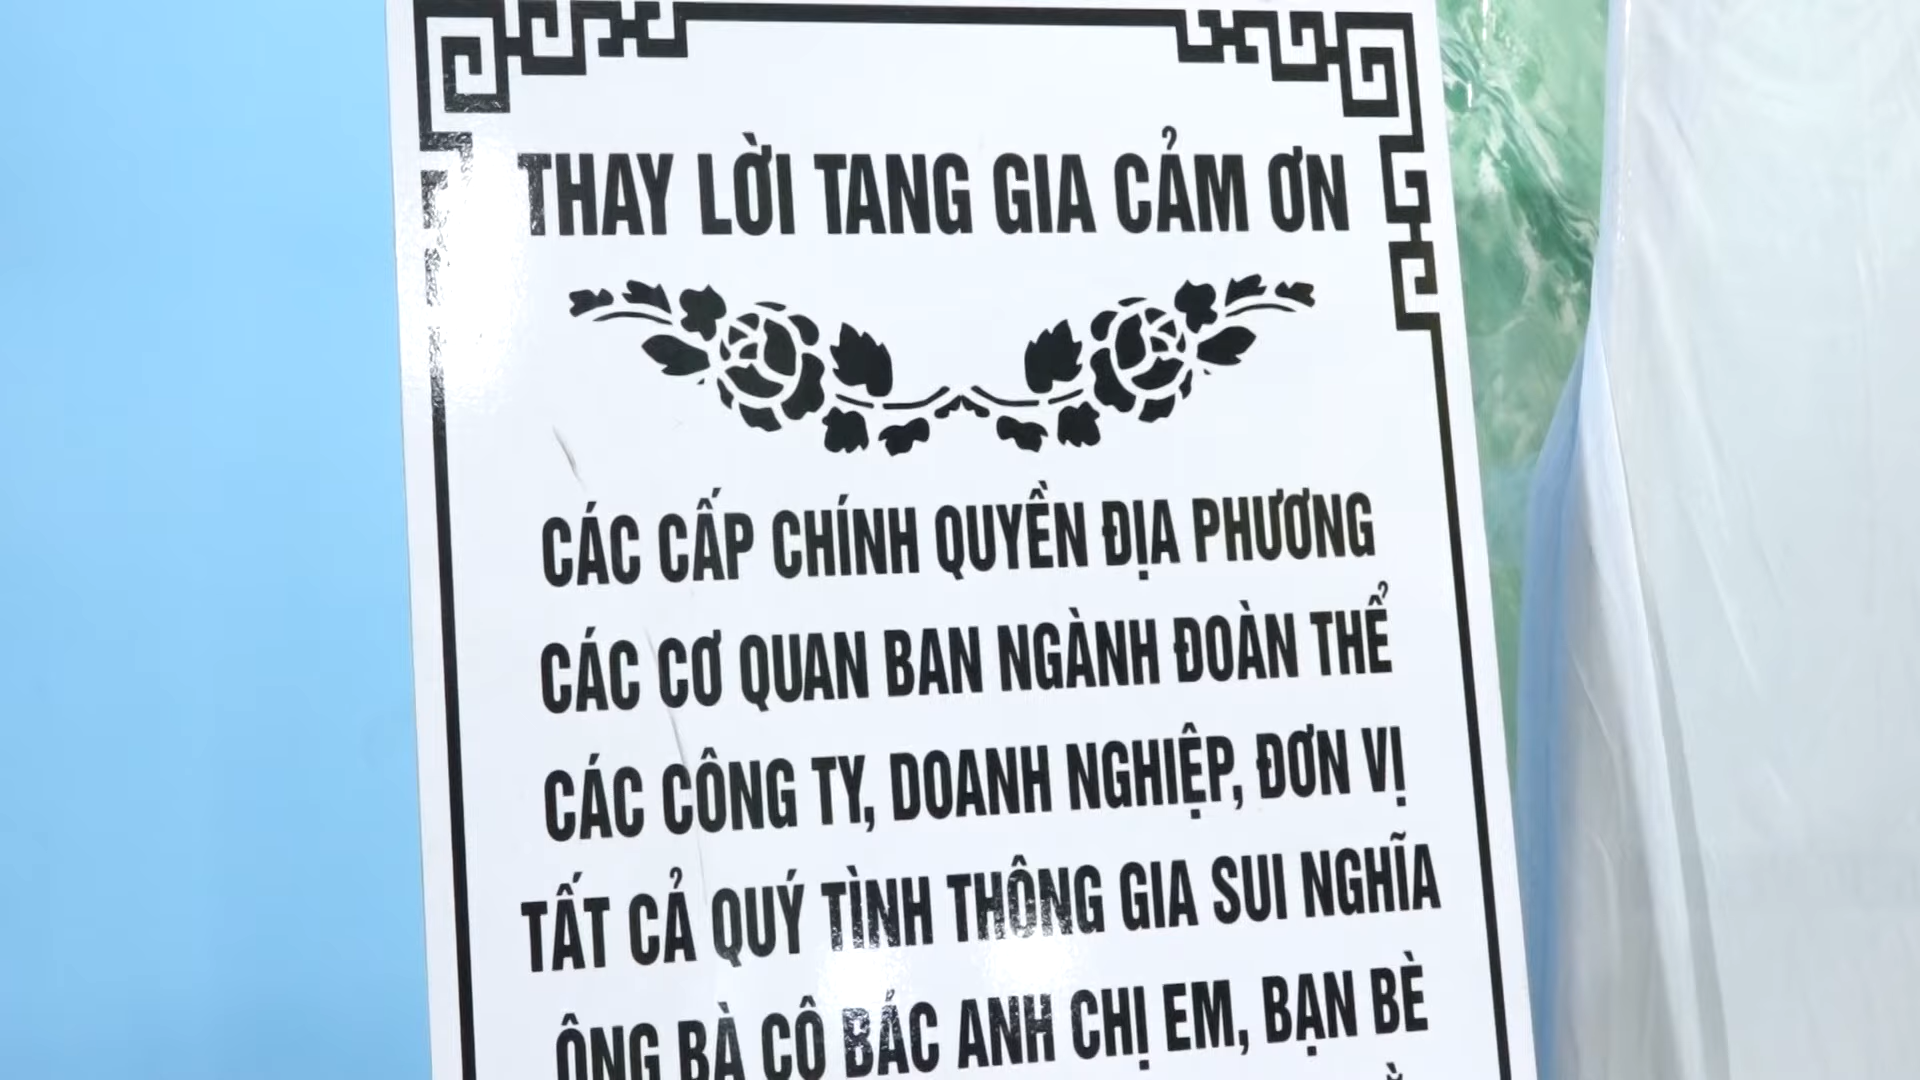 THAY LỜI TANG GIA CẢM ƠN
CÁC CẤP CHÍNH QUYỀN ĐỊA PHƯƠNG
CÁC CƠ QUAN BAN NGÀNH ĐOÀN THỂ
CÁC CÔNG TY, DOANH NGHIỆP, ĐƠN VỊ
TẤT CẢ QUÝ TÌNH THÔNG GIA SUI NGHĨA
ÔNG BÀ CÔ BÁC ANH CHỊ EM, BẠN BÈ